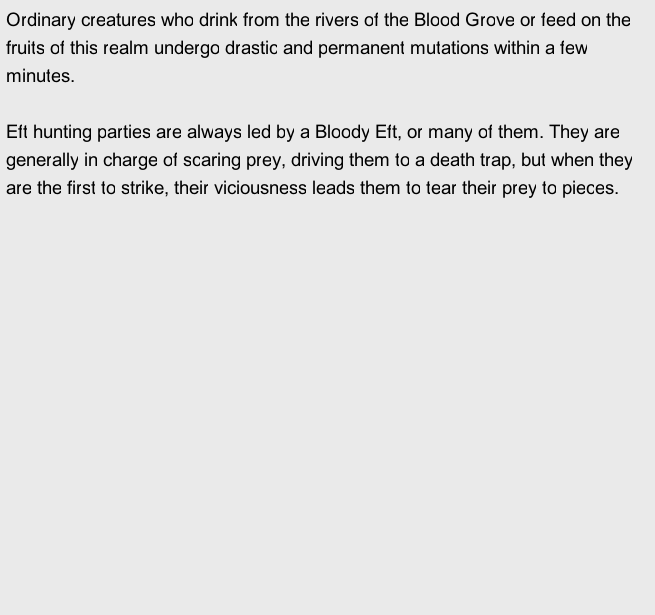 Ordinary creatures who drink from the rivers of the Blood Grove or feed on the
fruits of this realm undergo drastic and permanent mutations within a few
minutes.
Eft hunting parties are always led by a Bloody Eft, or many of them. They are
generally in charge of scaring prey, driving them to a death trap, but when they
are the first to strike, their viciousness leads them to tear their prey to pieces.